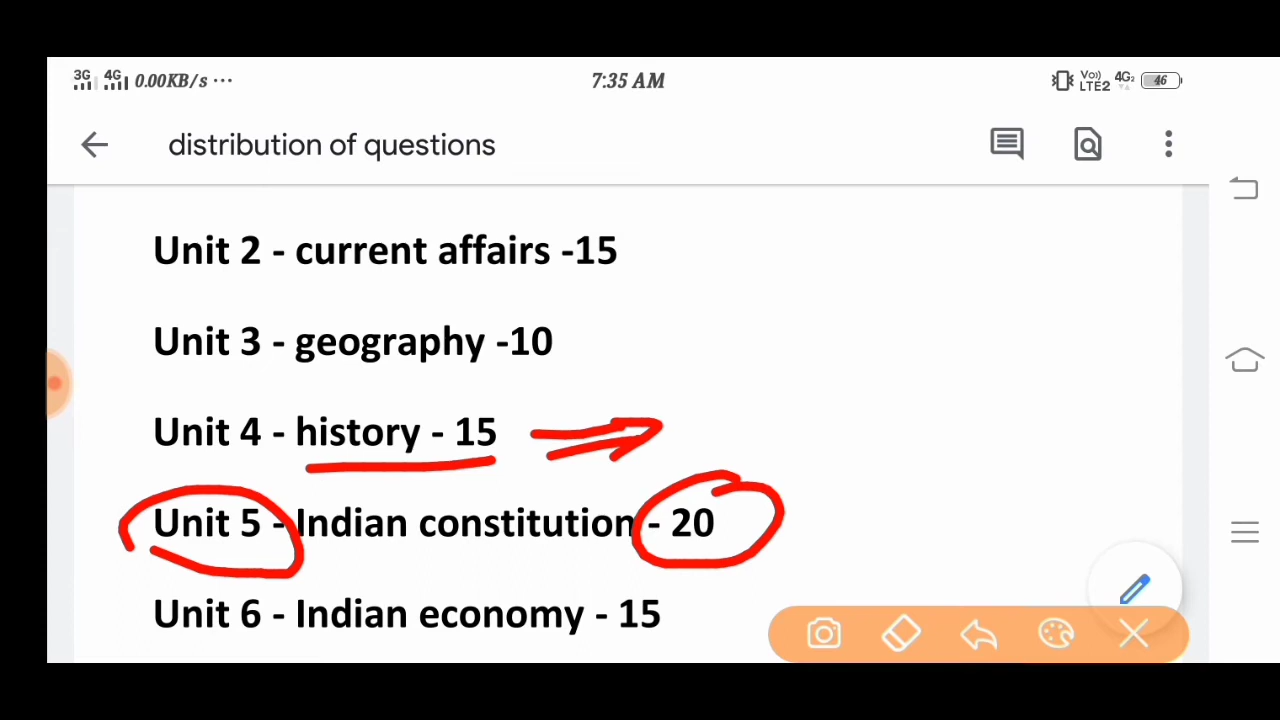 3G 4G 0.00KB/s ... 7:35 AM Vo) LTE2 4G2 46
distribution of questions
Unit 2 - current affairs -15
Unit 3 - geography -10
Unit 4 - history - 15
Unit 5 - Indian constitution - 20
Unit 6 - Indian economy - 15